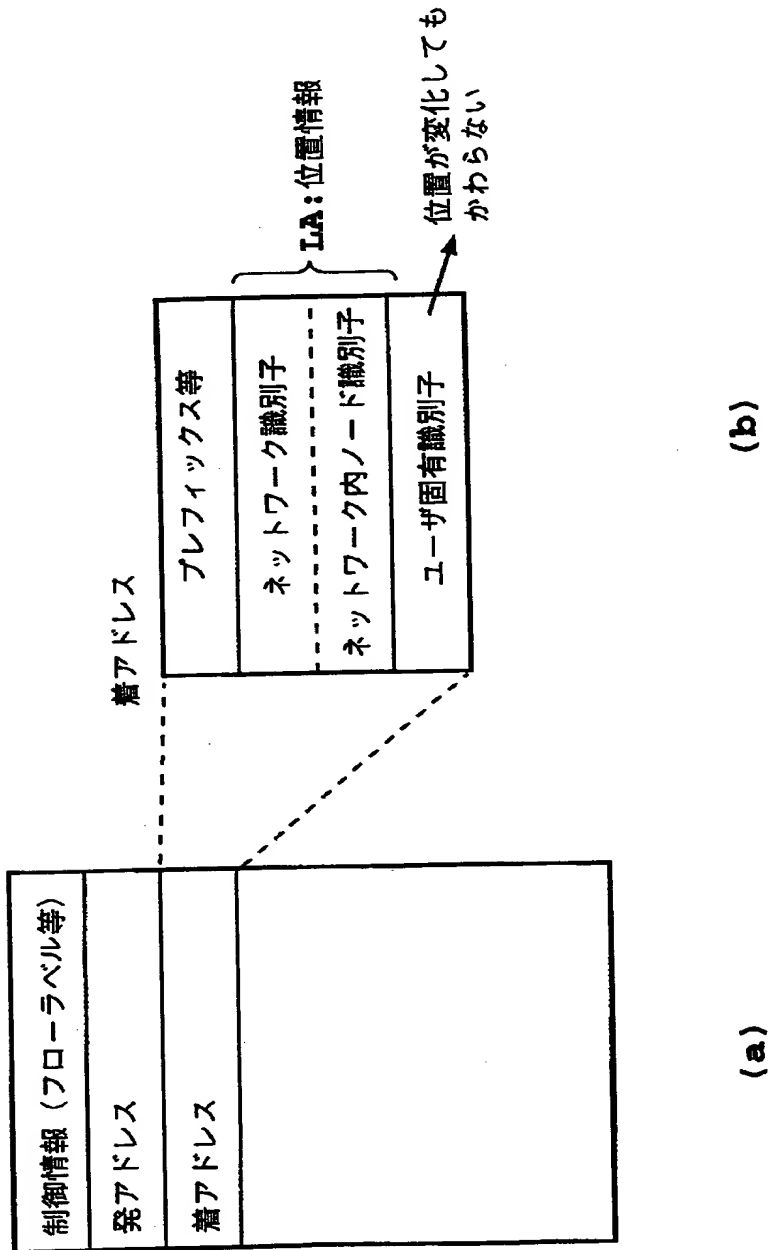 制御情報（フローラベル等）
発アドレス
着アドレス
(a)
着アドレス
プレフィックス等
ネットワーク識別子
ネットワーク内ノード識別子
ユーザ固有識別子
LA:位置情報
位置が変化しても
かわらない
(b)